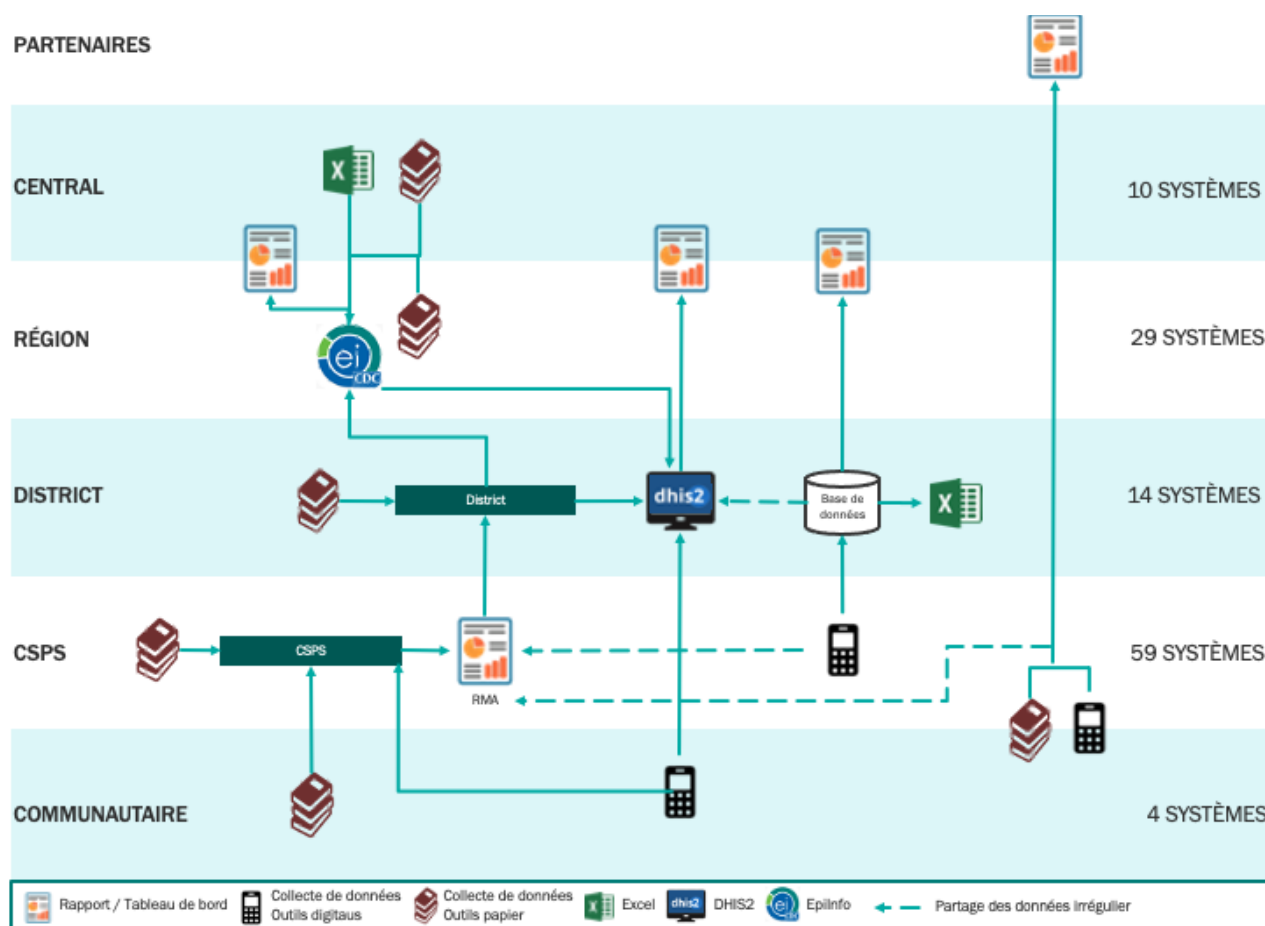 PARTENAIRES
CENTRAL
10 SYSTÈMES
RÉGION
29 SYSTÈMES
ei
CDC
DISTRICT
District
dhis2
Base de
données
14 SYSTÈMES
CSPS
CSPS
RMA
59 SYSTÈMES
COMMUNAUTAIRE
4 SYSTÈMES
Rapport / Tableau de bord
Collecte de données
Outils digitaus
Collecte de données
Outils papier
Excel
dhis2
DHIS2
ei
CDC
EpiInfo
Partage des données irrégulier